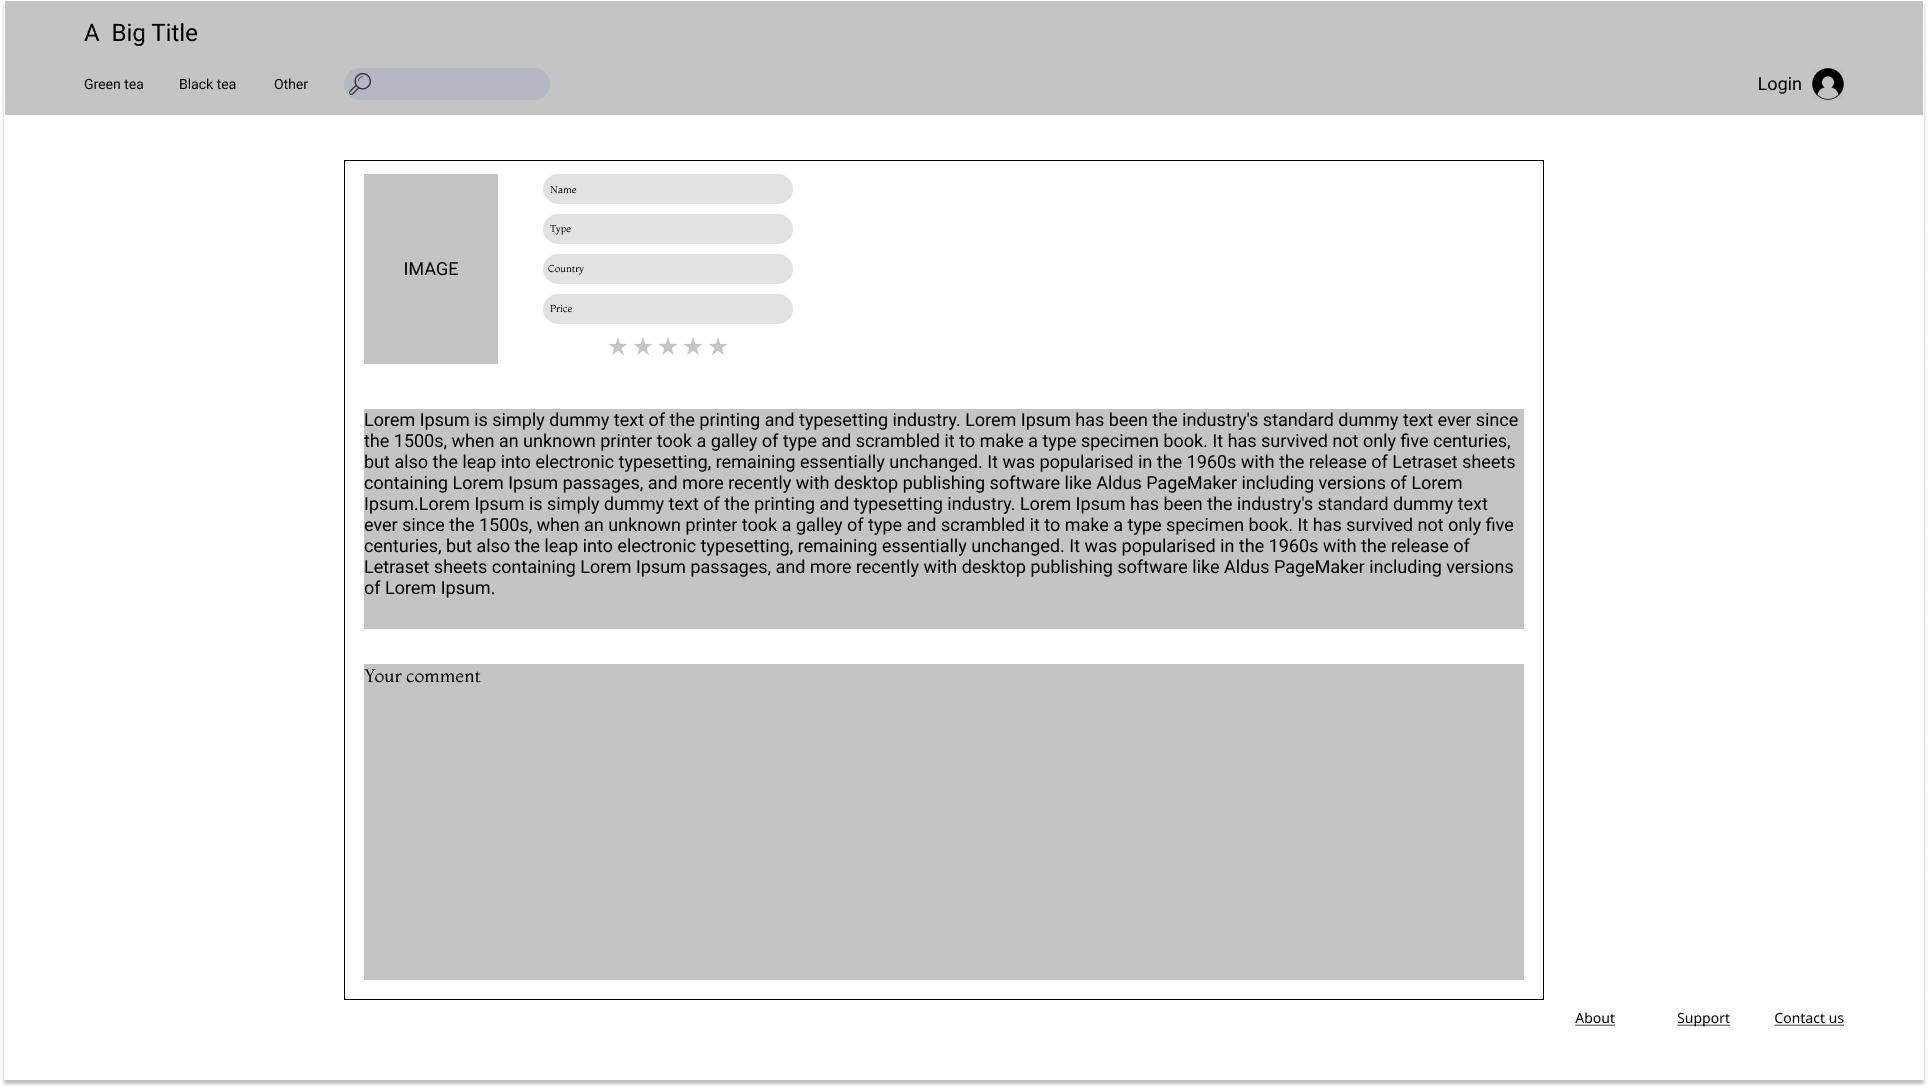 A Big Title
Green tea
Black tea
Other
Login
IMAGE
Name
Type
Country
Price
Lorem Ipsum is simply dummy text of the printing and typesetting industry. Lorem Ipsum has been the industry's standard dummy text ever since
the 1500s, when an unknown printer took a galley of type and scrambled it to make a type specimen book. It has survived not only five centuries,
but also the leap into electronic typesetting, remaining essentially unchanged. It was popularised in the 1960s with the release of Letraset sheets
containing Lorem Ipsum passages, and more recently with desktop publishing software like Aldus PageMaker including versions of Lorem
Ipsum.Lorem Ipsum is simply dummy text of the printing and typesetting industry. Lorem Ipsum has been the industry's standard dummy text
ever since the 1500s, when an unknown printer took a galley of type and scrambled it to make a type specimen book. It has survived not only five
centuries, but also the leap into electronic typesetting, remaining essentially unchanged. It was popularised in the 1960s with the release of
Letraset sheets containing Lorem Ipsum passages, and more recently with desktop publishing software like Aldus PageMaker including versions
of Lorem Ipsum.
Your comment
About
Support
Contact us